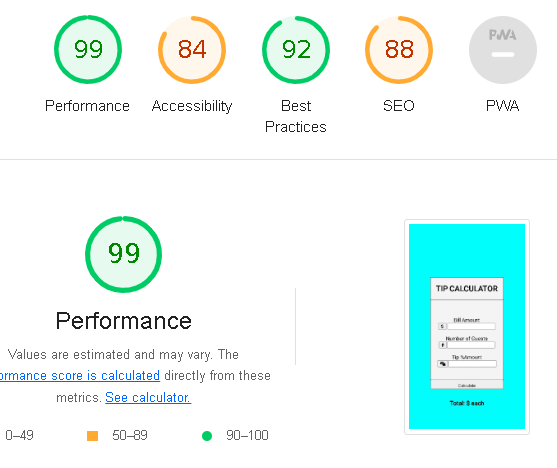 99
84
92
88
PWA
Performance
Accessibility
Best
Practices
SEO
PWA
99
Performance
Values are estimated and may vary. The
ormance score is calculated directly from these
metrics. See calculator.
0–49
50–89
90–100
TIP CALCULATOR
Bill Amount
$
Number of Guests
Tip %Amount
Calculate
Total: $ each